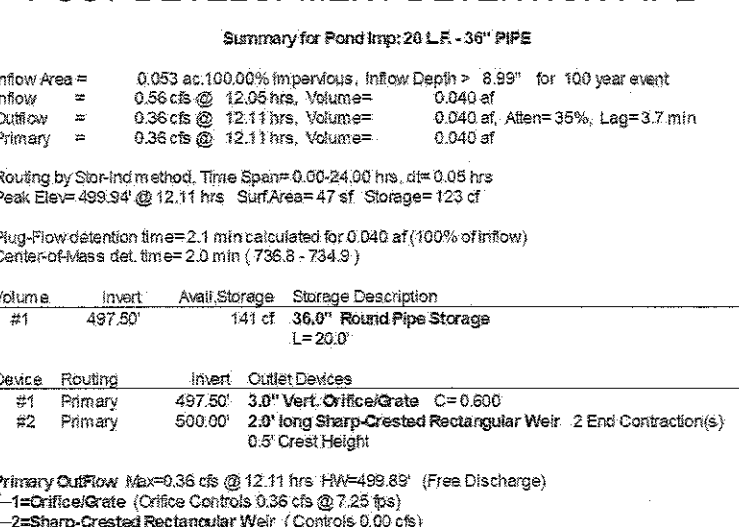 Summary for Pond Imp: 20 L.F. - 36" PIPE
nflow Area = 0.053 ac,100.00% Impervious, Inflow Depth > 8.99" for 100 year event
nflow = 0.56 cfs @ 12.05 hrs, Volume= 0.040 af
Outflow = 0.36 cfs @ 12.11 hrs, Volume= 0.040 af, Atten= 35%, Lag= 3.7 min
Primary = 0.36 cfs @ 12.11 hrs, Volume= 0.040 af
Routing by Stor-Ind method, Time Span= 0.00-24.00 hrs, dt= 0.05 hrs
Peak Elev= 499.94' @ 12.11 hrs Surf.Area= 47 sf Storage= 123 cf
Plug-Flow detention time= 2.1 min calculated for 0.040 af (100% of inflow)
Center-of-Mass det. time= 2.0 min ( 736.8 - 734.9 )
Volume Invert Avail.Storage Storage Description
#1 497.50' 141 cf 36.0" Round Pipe Storage
L= 20.0'
Device Routing Invert Outlet Devices
#1 Primary 497.50' 3.0" Vert. Orifice/Grate C= 0.600
#2 Primary 500.00' 2.0' long Sharp-Crested Rectangular Weir 2 End Contraction(s)
0.5' Crest Height
Primary OutFlow Max=0.36 cfs @ 12.11 hrs HW=499.89' (Free Discharge)
1=Orifice/Grate (Orifice Controls 0.36 cfs @ 7.25 fps)
2=Sharp-Crested Rectangular Weir ( Controls 0.00 cfs)